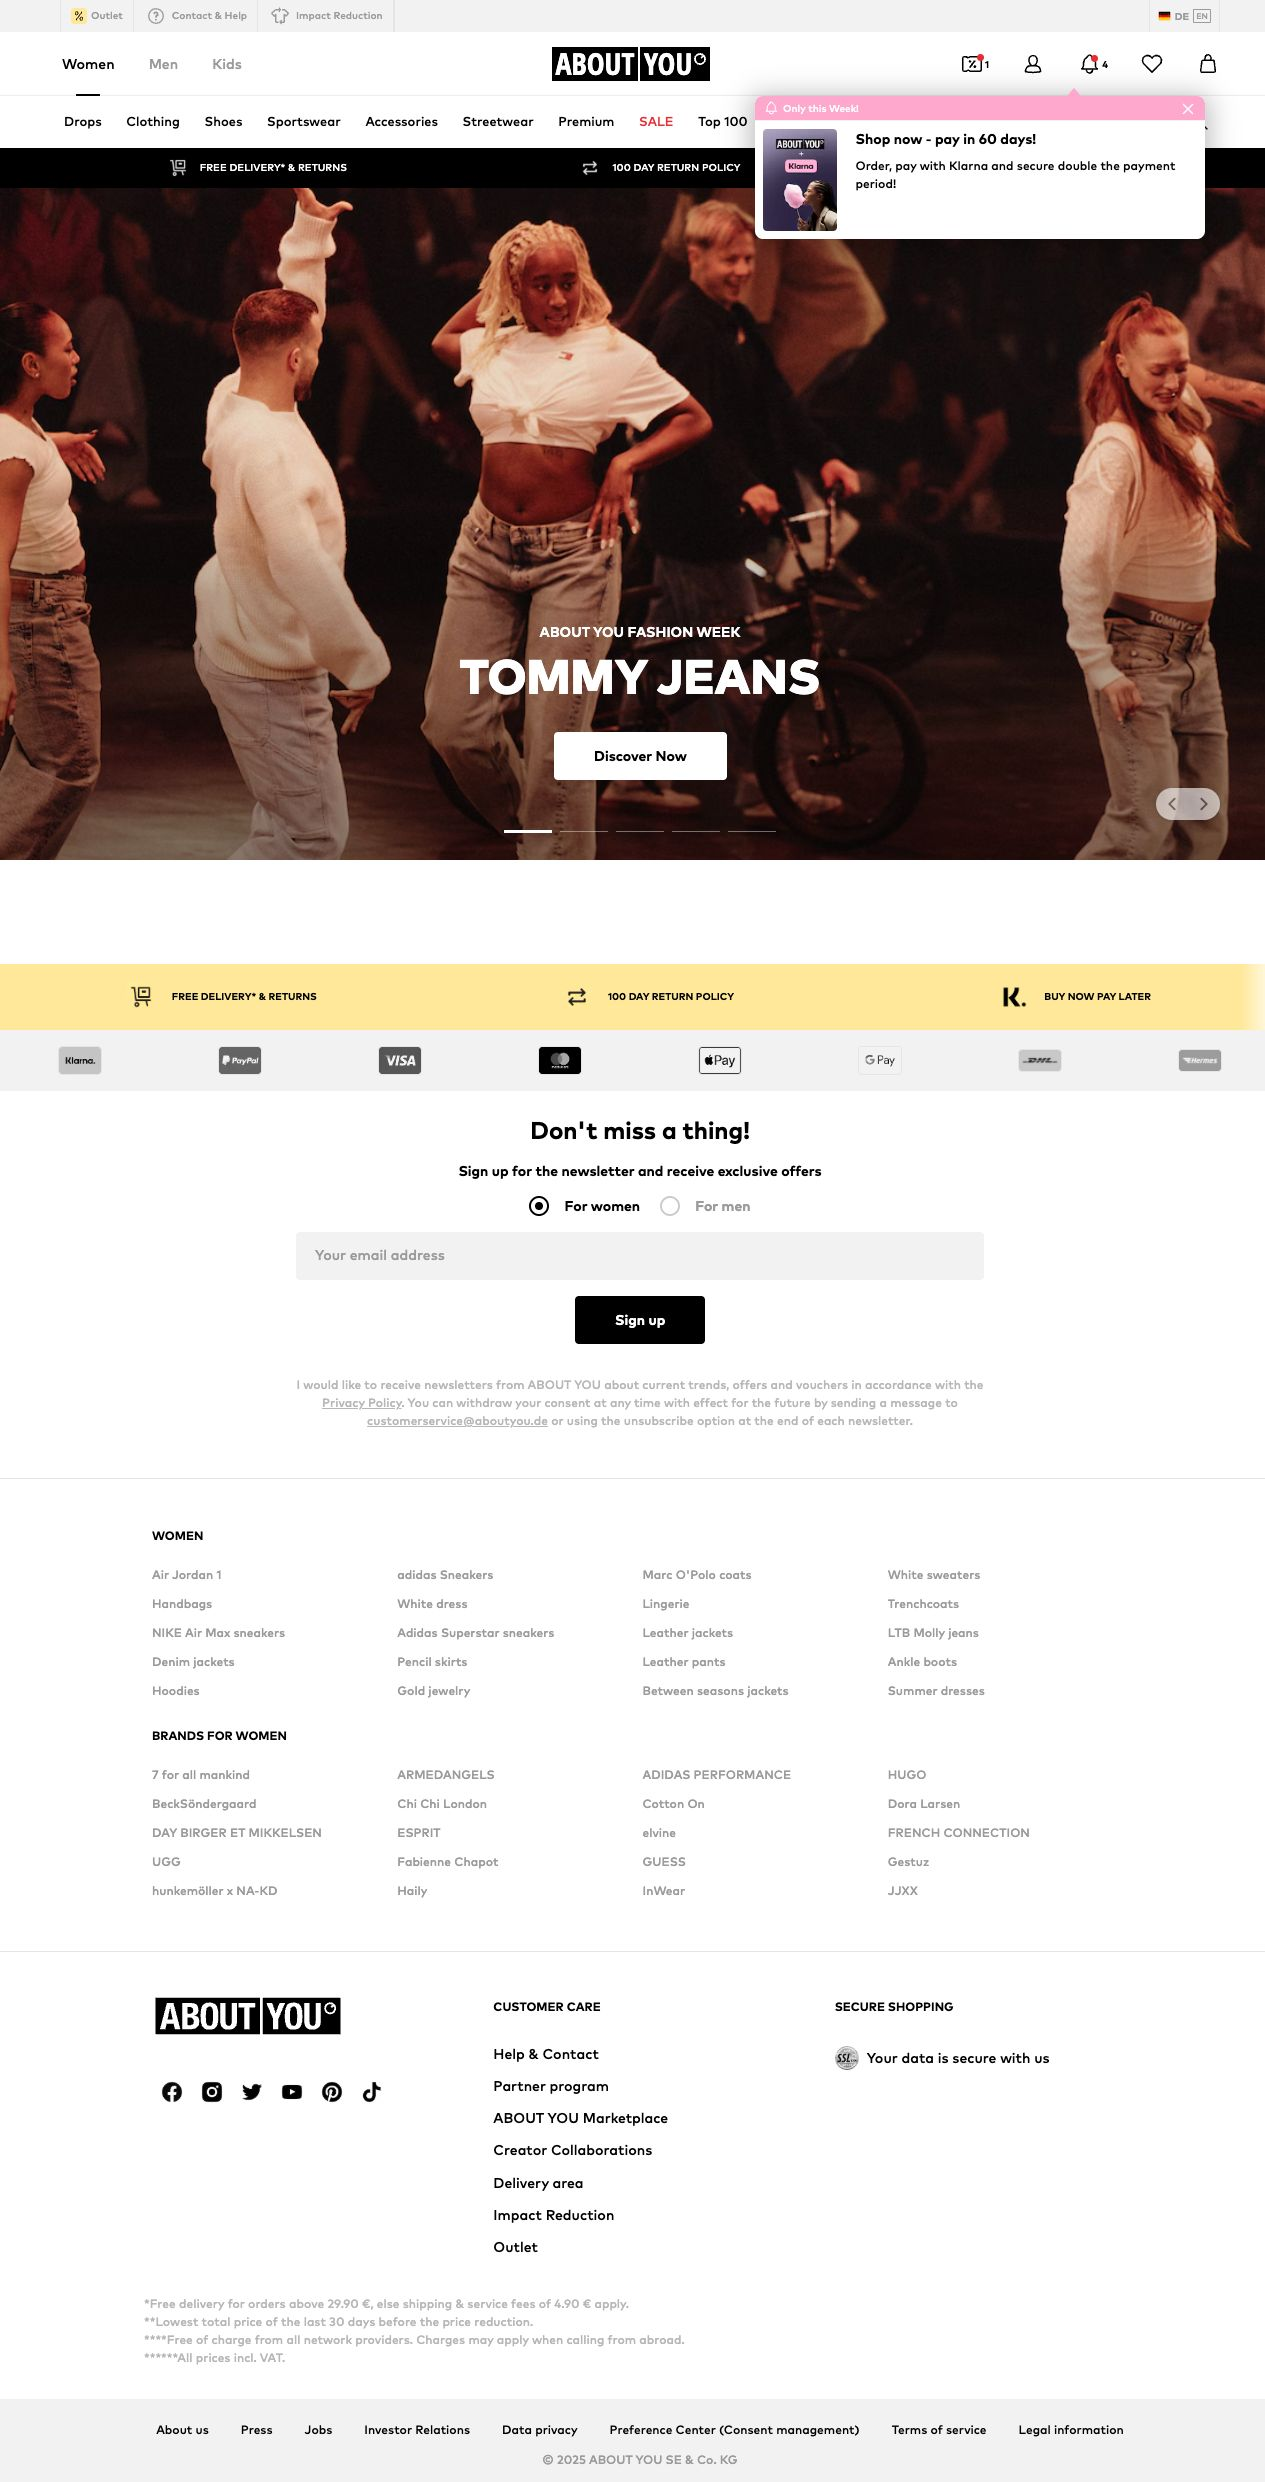 Outlet
Contact & Help
Impact Reduction
DE EN
Women Men Kids
ABOUT YOU
1
4
Drops Clothing Shoes Sportswear Accessories Streetwear Premium SALE Top 100
Only this Week!
ABOUT YOU
+
Klarna
Shop now - pay in 60 days!
Order, pay with Klarna and secure double the payment
period!
FREE DELIVERY* & RETURNS
100 DAY RETURN POLICY
ABOUT YOU FASHION WEEK
TOMMY JEANS
Discover Now
FREE DELIVERY* & RETURNS
100 DAY RETURN POLICY
K. BUY NOW PAY LATER
Klarna. PayPal VISA Pay G Pay DHL Hermes
Don't miss a thing!
Sign up for the newsletter and receive exclusive offers
For women For men
Your email address
Sign up
I would like to receive newsletters from ABOUT YOU about current trends, offers and vouchers in accordance with the
Privacy Policy. You can withdraw your consent at any time with effect for the future by sending a message to
customerservice@aboutyou.de or using the unsubscribe option at the end of each newsletter.
WOMEN
Air Jordan 1 adidas Sneakers Marc O'Polo coats White sweaters
Handbags White dress Lingerie Trenchcoats
NIKE Air Max sneakers Adidas Superstar sneakers Leather jackets LTB Molly jeans
Denim jackets Pencil skirts Leather pants Ankle boots
Hoodies Gold jewelry Between seasons jackets Summer dresses
BRANDS FOR WOMEN
7 for all mankind ARMEDANGELS ADIDAS PERFORMANCE HUGO
BeckSöndergaard Chi Chi London Cotton On Dora Larsen
DAY BIRGER ET MIKKELSEN ESPRIT elvine FRENCH CONNECTION
UGG Fabienne Chapot GUESS Gestuz
hunkemöller x NA-KD Haily InWear JJXX
ABOUT YOU
CUSTOMER CARE
Help & Contact
Partner program
ABOUT YOU Marketplace
Creator Collaborations
Delivery area
Impact Reduction
Outlet
SECURE SHOPPING
SSL Your data is secure with us
*Free delivery for orders above 29.90 €, else shipping & service fees of 4.90 € apply.
**Lowest total price of the last 30 days before the price reduction.
****Free of charge from all network providers. Charges may apply when calling from abroad.
******All prices incl. VAT.
About us Press Jobs Investor Relations Data privacy Preference Center (Consent management) Terms of service Legal information
© 2025 ABOUT YOU SE & Co. KG